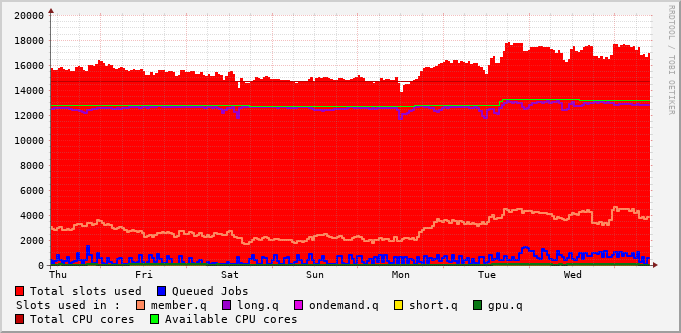 20000
18000
16000
14000
12000
10000
8000
6000
4000
2000
0
Thu Fri Sat Sun Mon Tue Wed
RRDTOOL / TOBI OETIKER
Total slots used Queued Jobs
Slots used in : member.q long.q ondemand.q short.q gpu.q
Total CPU cores Available CPU cores